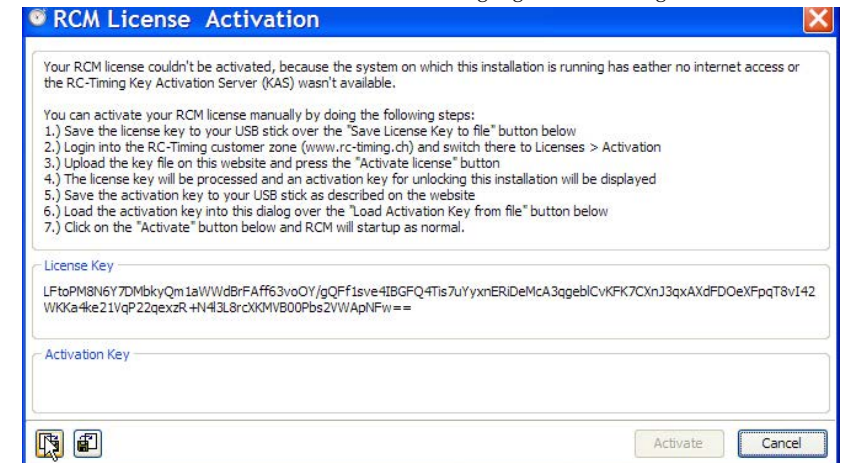 RCM License Activation
Your RCM license couldn't be activated, because the system on which this installation is running has eather no internet access or
the RC-Timing Key Activation Server (KAS) wasn't available.
You can activate your RCM license manually by doing the following steps:
1.) Save the license key to your USB stick over the "Save License Key to file" button below
2.) Login into the RC-Timing customer zone (www.rc-timing.ch) and switch there to Licenses > Activation
3.) Upload the key file on this website and press the "Activate license" button
4.) The license key will be processed and an activation key for unlocking this installation will be displayed
5.) Save the activation key to your USB stick as described on the website
6.) Load the activation key into this dialog over the "Load Activation Key from file" button below
7.) Click on the "Activate" button below and RCM will startup as normal.
License Key
LFtoPM8N6Y7DMbkyQm1aWWdBrFAff63voOY/gQFf1sve4IBGFQ4Tis7uYyxnERiDeMcA3qgeblCvKFK7CXnJ3qxAXdFDOeXFpqT8vI42
WKKa4ke21VqP22qexzR+N4l3L8rcXKMVB00Pbs2VWApNFw==
Activation Key
Activate
Cancel